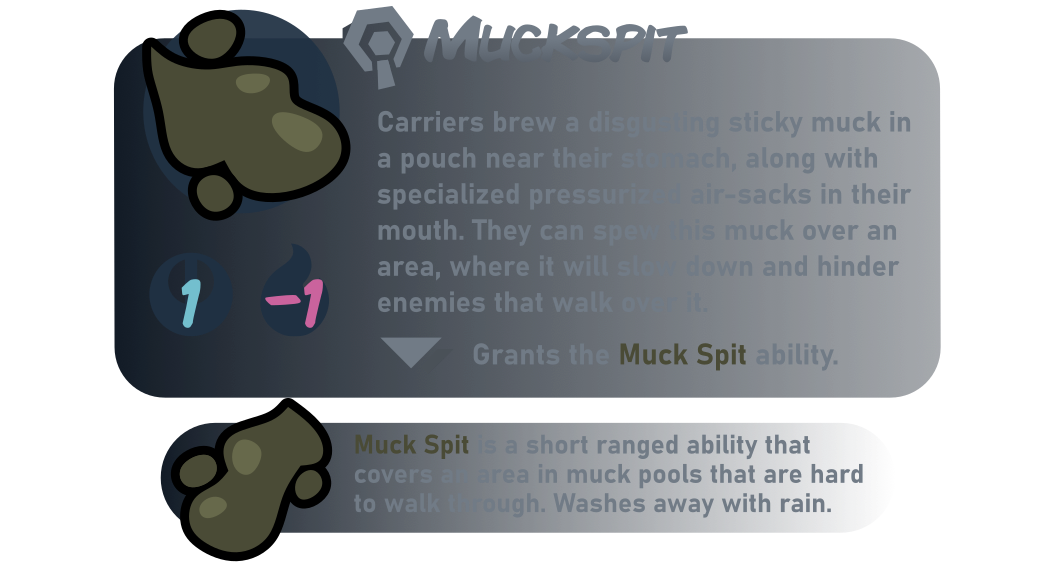 MUCKSPIT
Carriers brew a disgusting sticky muck in
a pouch near their stomach, along with
specialized pressurized air-sacks in their
mouth. They can spew this muck over an
area, where it will slow down and hinder
enemies that walk over it.
1
-1
Grants the Muck Spit ability.
Muck Spit is a short ranged ability that
covers an area in muck pools that are hard
to walk through. Washes away with rain.